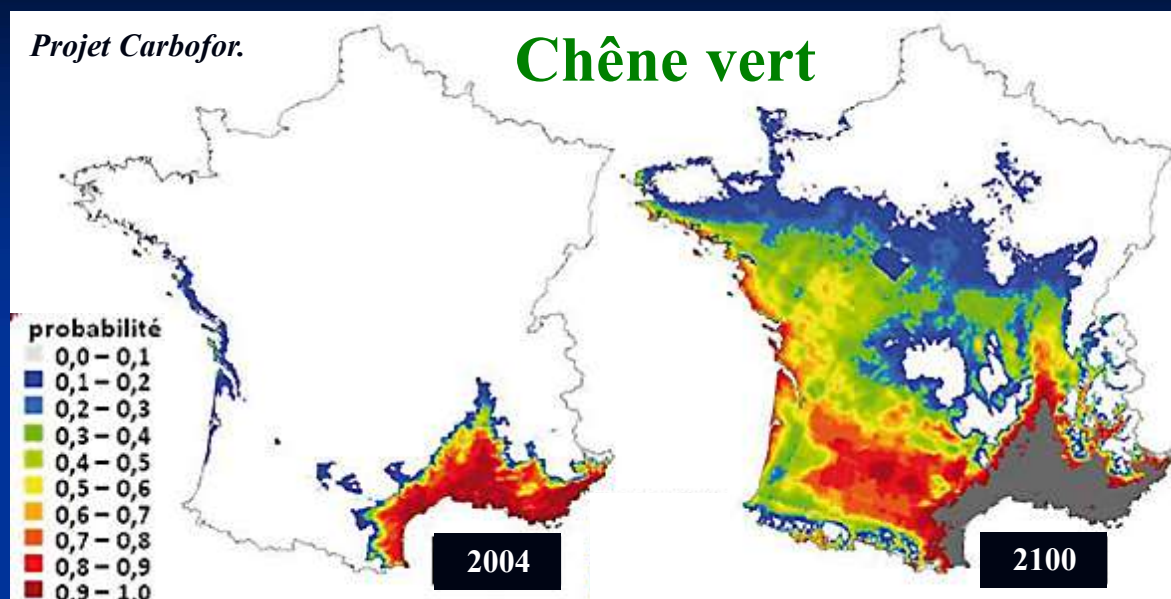 Projet Carbofor.
Chêne vert
probabilité
0,0 – 0,1
0,1 – 0,2
0,2 – 0,3
0,3 – 0,4
0,4 – 0,5
0,5 – 0,6
0,6 – 0,7
0,7 – 0,8
0,8 – 0,9
0,9 – 1,0
2004
2100